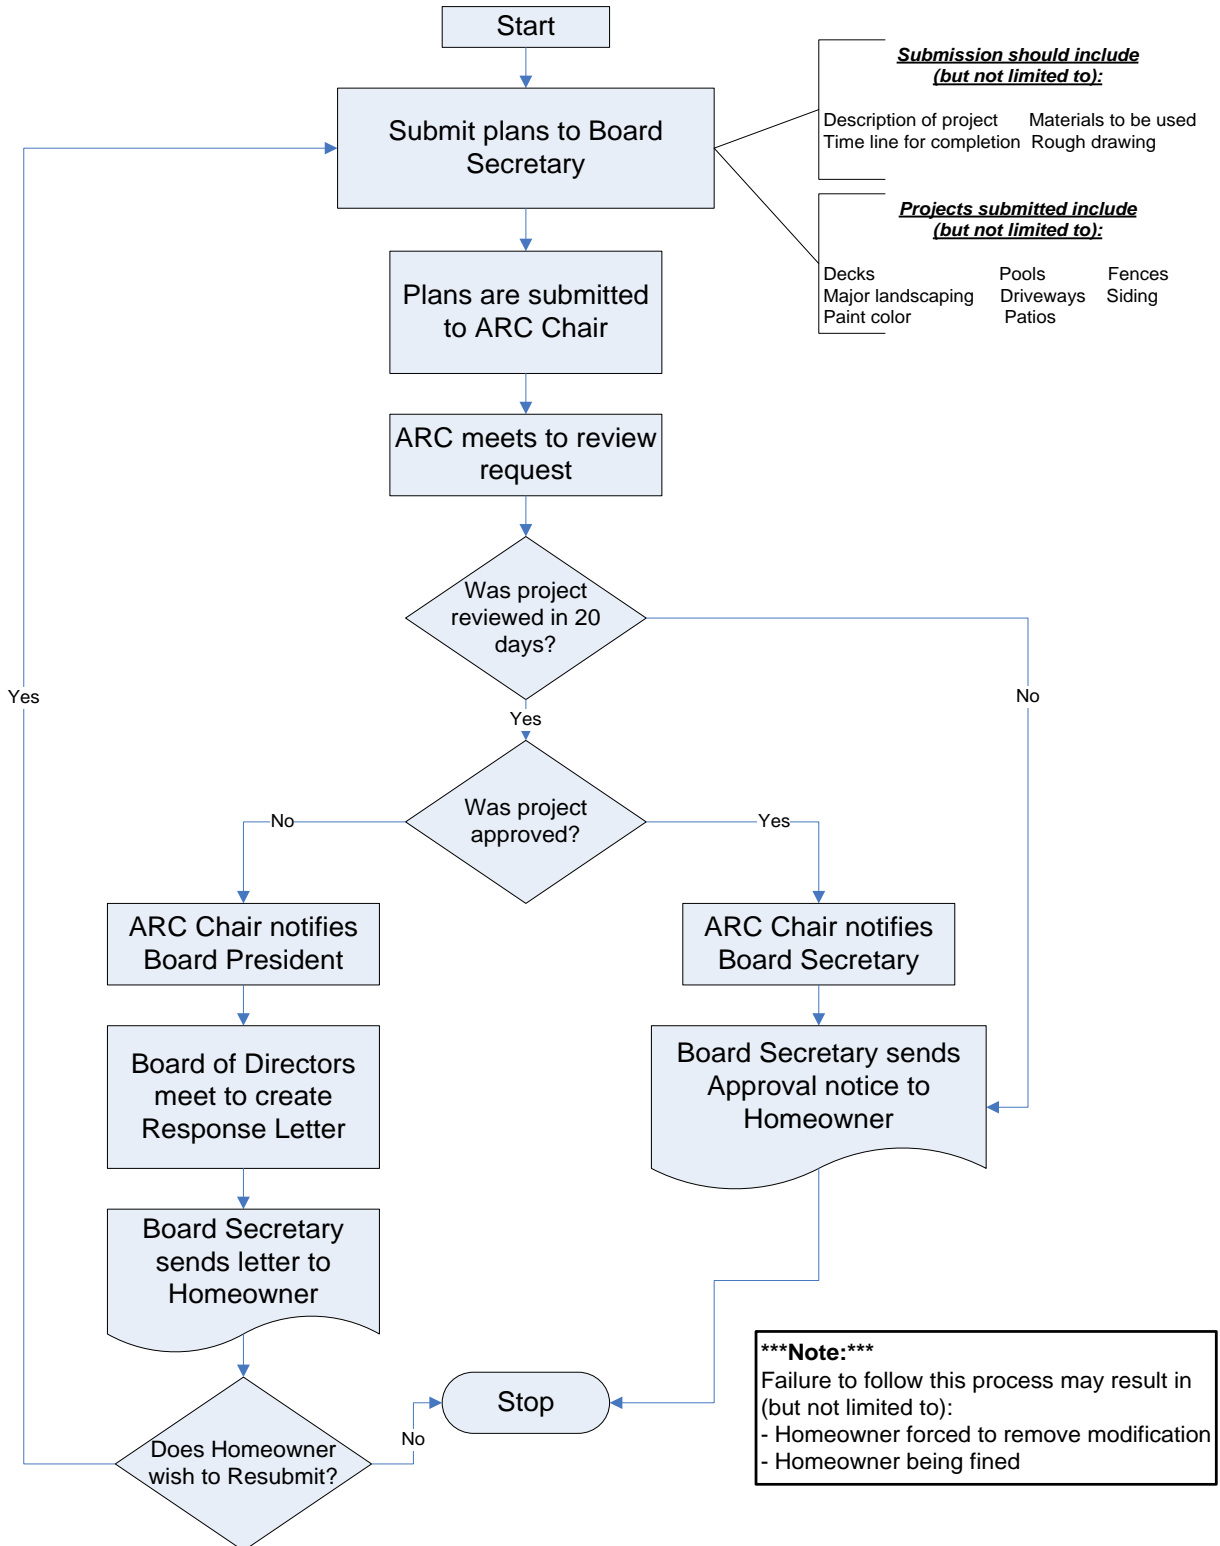 Start
Submission should include
(but not limited to):
Description of project Materials to be used
Time line for completion Rough drawing
Submit plans to Board
Secretary
Projects submitted include
(but not limited to):
Decks Pools Fences
Major landscaping Driveways Siding
Paint color Patios
Plans are submitted
to ARC Chair
ARC meets to review
request
Was project
reviewed in 20
days?
Yes
No
Yes
Was project
approved?
No
Yes
ARC Chair notifies
Board President
ARC Chair notifies
Board Secretary
Board of Directors
meet to create
Response Letter
Board Secretary sends
Approval notice to
Homeowner
Board Secretary
sends letter to
Homeowner
Does Homeowner
wish to Resubmit?
No
Stop
***Note:***
Failure to follow this process may result in
(but not limited to):
- Homeowner forced to remove modification
- Homeowner being fined